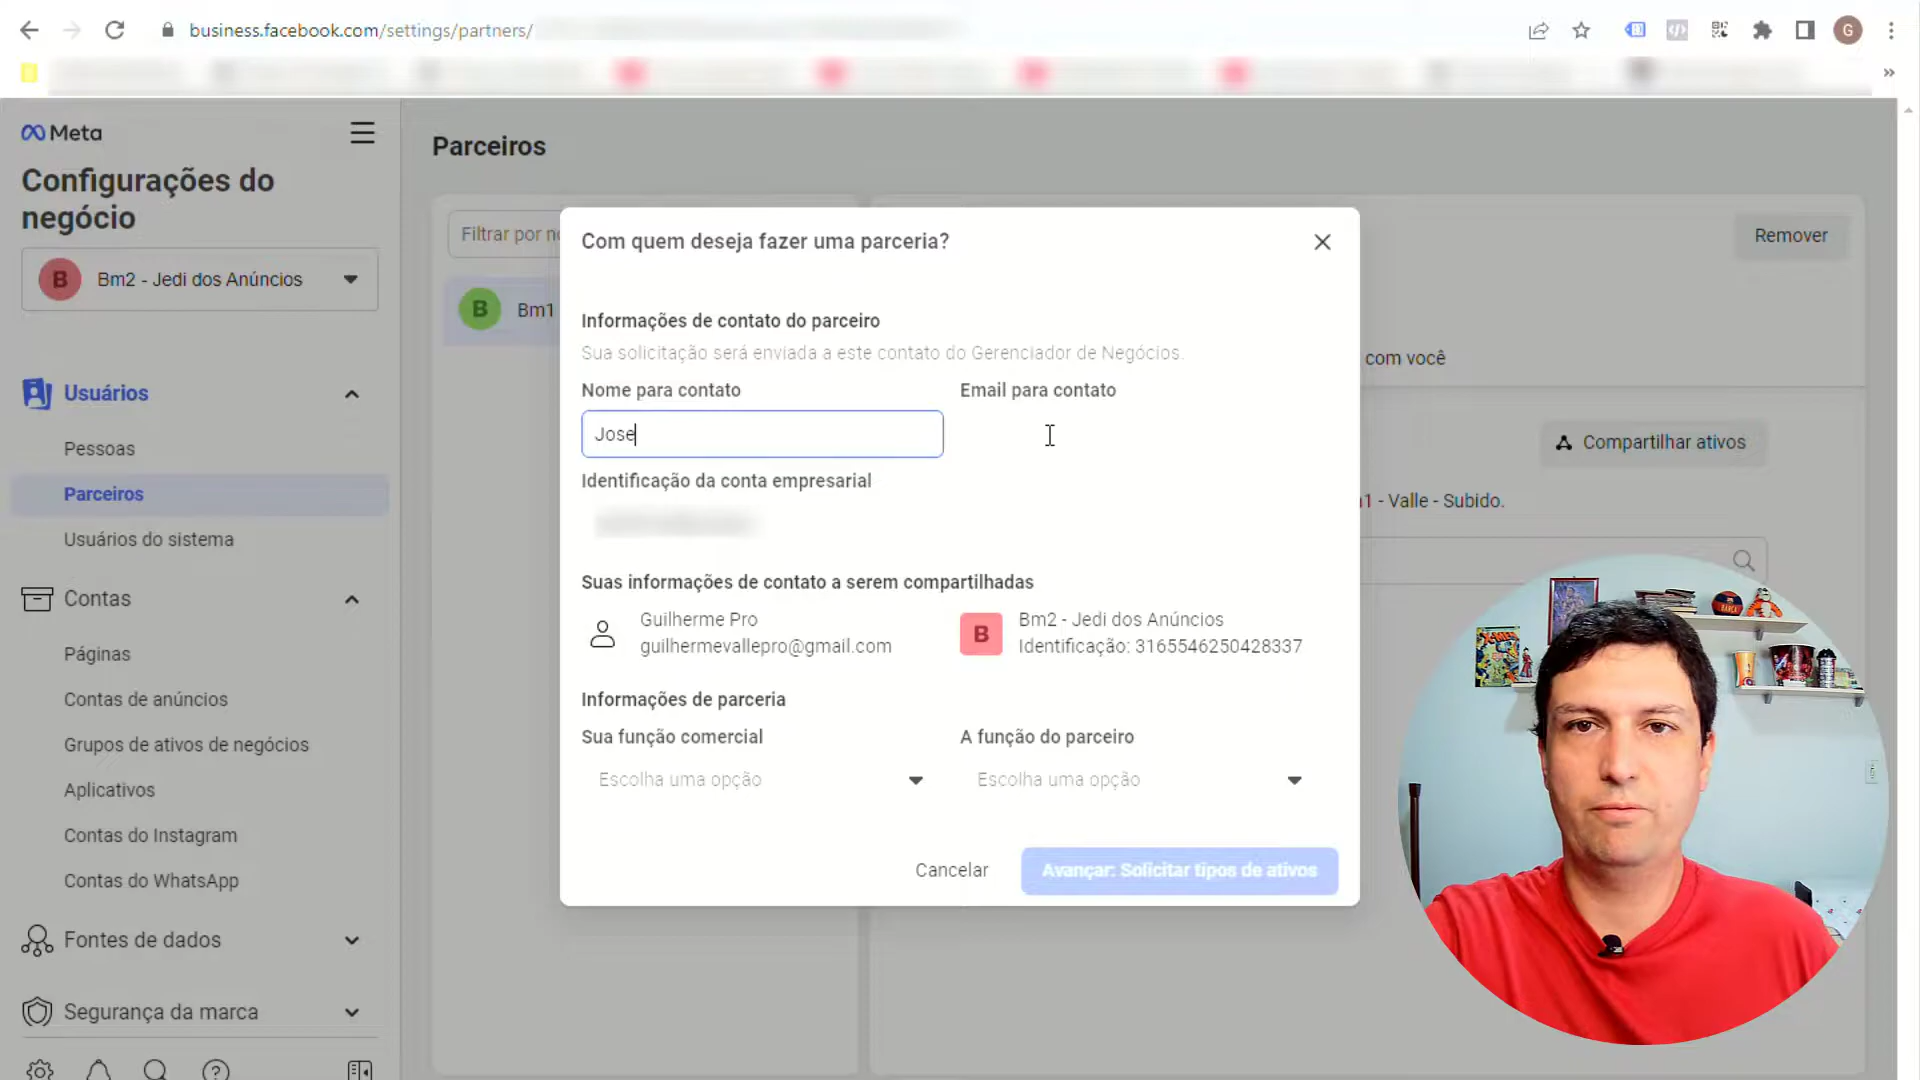 business.facebook.com/settings/partners/
G
Meta
Configurações do
negócio
B
Bm2 - Jedi dos Anúncios
Usuários
Pessoas
Parceiros
Usuários do sistema
Contas
Páginas
Contas de anúncios
Grupos de ativos de negócios
Aplicativos
Contas do Instagram
Contas do WhatsApp
Fontes de dados
Segurança da marca
Parceiros
Filtrar por
B
Bm1
Remover
com você
Compartilhar ativos
- Valle - Subido.
Com quem deseja fazer uma parceria?
Informações de contato do parceiro
Sua solicitação será enviada a este contato do Gerenciador de Negócios.
Nome para contato
Email para contato
Jose
Identificação da conta empresarial
Suas informações de contato a serem compartilhadas
Guilherme Pro
guilhermevallepro@gmail.com
B
Bm2 - Jedi dos Anúncios
Identificação: 3165546250428337
Informações de parceria
Sua função comercial
A função do parceiro
Escolha uma opção
Escolha uma opção
Cancelar
Avançar: Solicitar tipos de ativos